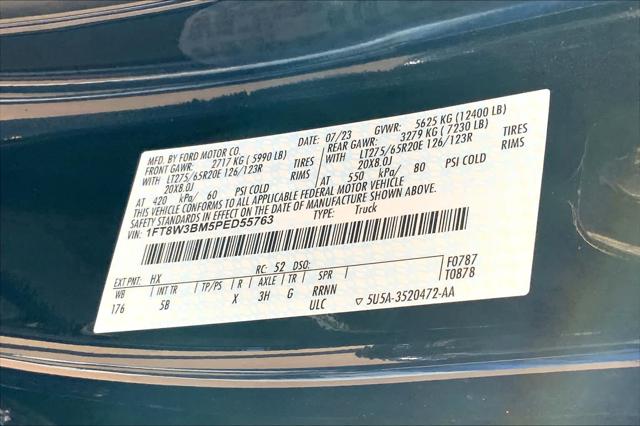 MFD. BY FORD MOTOR CO.
07/23 GVWR: 5625 KG (12400 LB)
FRONT GAWR: 2717 KG (5990 LB)
REAR GAWR: 3279 KG (7230 LB)
WITH LT275/65R20E 126/123R TIRES
WITH LT275/65R20E 126/123R TIRES
20X8.0J RIMS
20X8.0J RIMS
AT 420 kPa/ 60 PSI COLD
AT 550 kPa/ 80 PSI COLD
THIS VEHICLE CONFORMS TO ALL APPLICABLE FEDERAL MOTOR VEHICLE
SAFETY STANDARDS IN EFFECT ON THE DATE OF MANUFACTURE SHOWN ABOVE.
VIN: 1FT8W3BM5PED55763
TYPE: Truck
F0787
T0878
EXT PNT: HX RC: 52 DSO:
WB INT TR TP/PS R AXLE TR SPR
176 5B X 3H G RRNN
ULC ▽ 5U5A-3520472-AA